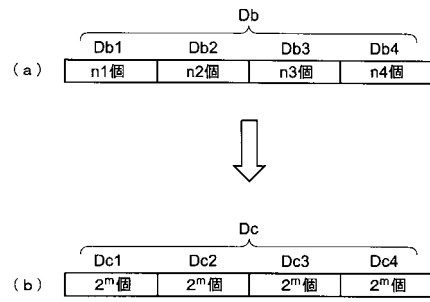 Db
Db1 Db2 Db3 Db4
(a) n1個 n2個 n3個 n4個
Dc
Dc1 Dc2 Dc3 Dc4
(b) 2^m個 2^m個 2^m個 2^m個